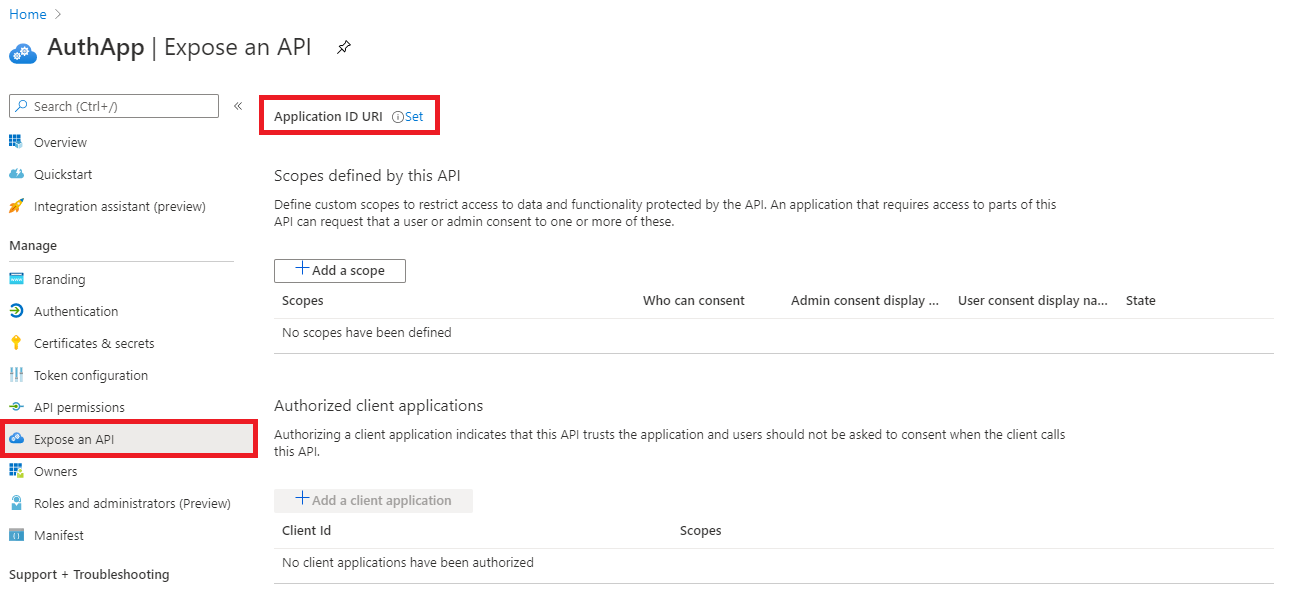 Home >
AuthApp | Expose an API
Search (Ctrl+/)
«
Overview
Quickstart
Integration assistant (preview)
Manage
Branding
Authentication
Certificates & secrets
Token configuration
API permissions
Expose an API
Owners
Roles and administrators (Preview)
Manifest
Support + Troubleshooting
Application ID URI Set
Scopes defined by this API
Define custom scopes to restrict access to data and functionality protected by the API. An application that requires access to parts of this
API can request that a user or admin consent to one or more of these.
+ Add a scope
Scopes Who can consent Admin consent display ... User consent display na... State
No scopes have been defined
Authorized client applications
Authorizing a client application indicates that this API trusts the application and users should not be asked to consent when the client calls
this API.
+ Add a client application
Client Id Scopes
No client applications have been authorized